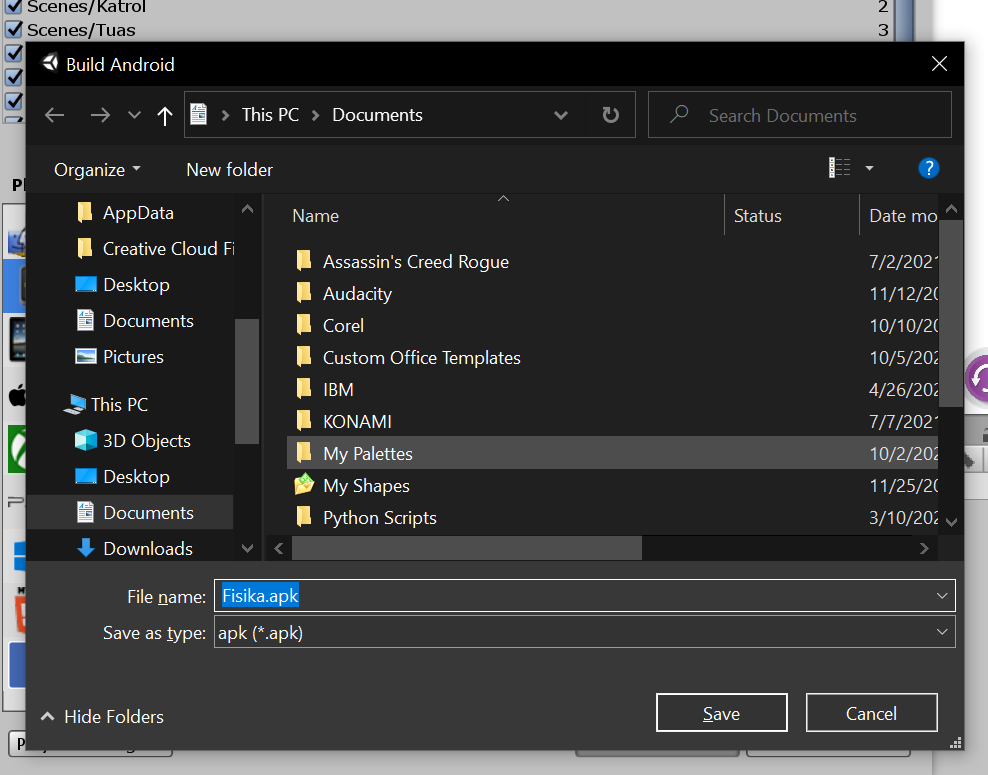 Scenes/Katrol 2
Scenes/Tuas 3
Build Android
This PC > Documents
Search Documents
Organize
New folder
?
AppData
Creative Cloud Fi
Desktop
Documents
Pictures
This PC
3D Objects
Desktop
Documents
Downloads
Name Status Date mo
Assassin's Creed Rogue 7/2/2021
Audacity 11/12/20
Corel 10/10/20
Custom Office Templates 10/5/202
IBM 4/26/202
KONAMI 7/7/2021
My Palettes 10/2/202
My Shapes 11/25/20
Python Scripts 3/10/202
File name: Fisika.apk
Save as type: apk (*.apk)
Hide Folders
Save
Cancel